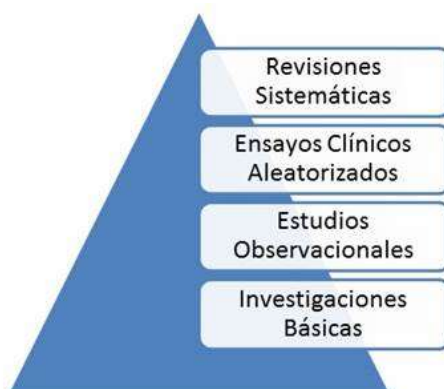 Revisiones
Sistemáticas
Ensayos Clínicos
Aleatorizados
Estudios
Observacionales
Investigaciones
Básicas